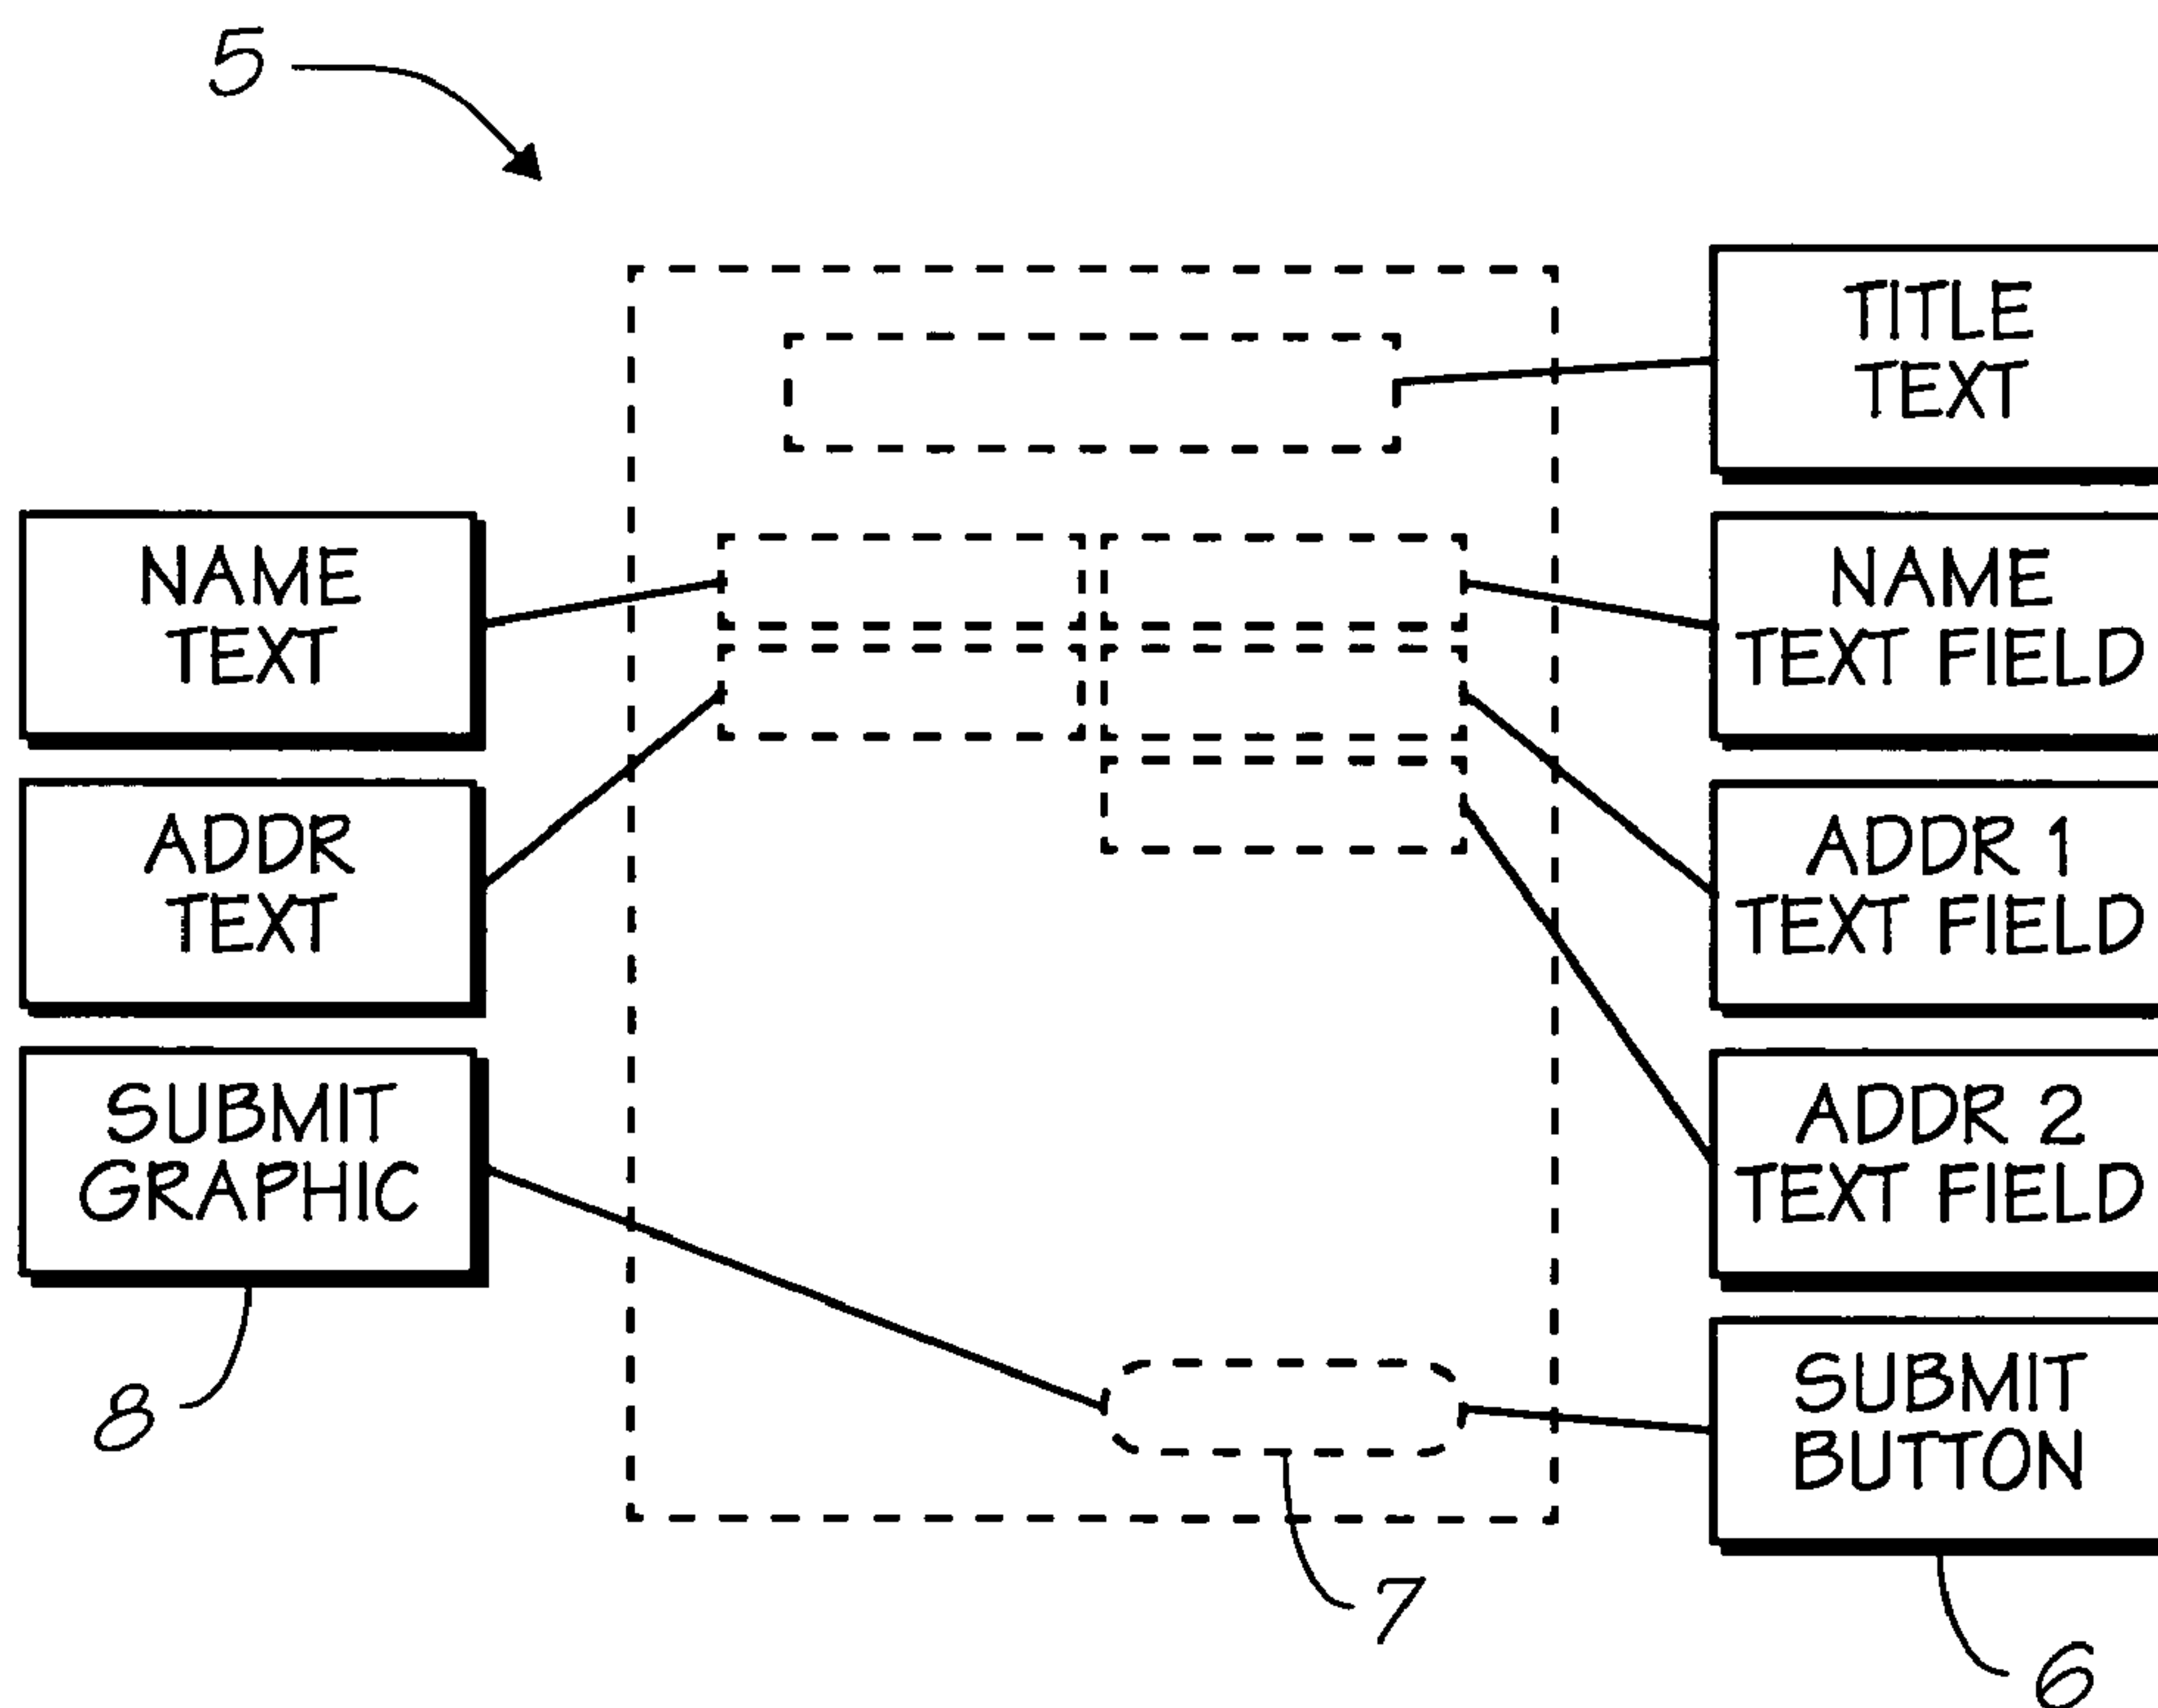 5
TITLE
TEXT
NAME
TEXT
NAME
TEXT FIELD
ADDR
TEXT
ADDR 1
TEXT FIELD
SUBMIT
GRAPHIC
ADDR 2
TEXT FIELD
SUBMIT
BUTTON
8
7
6